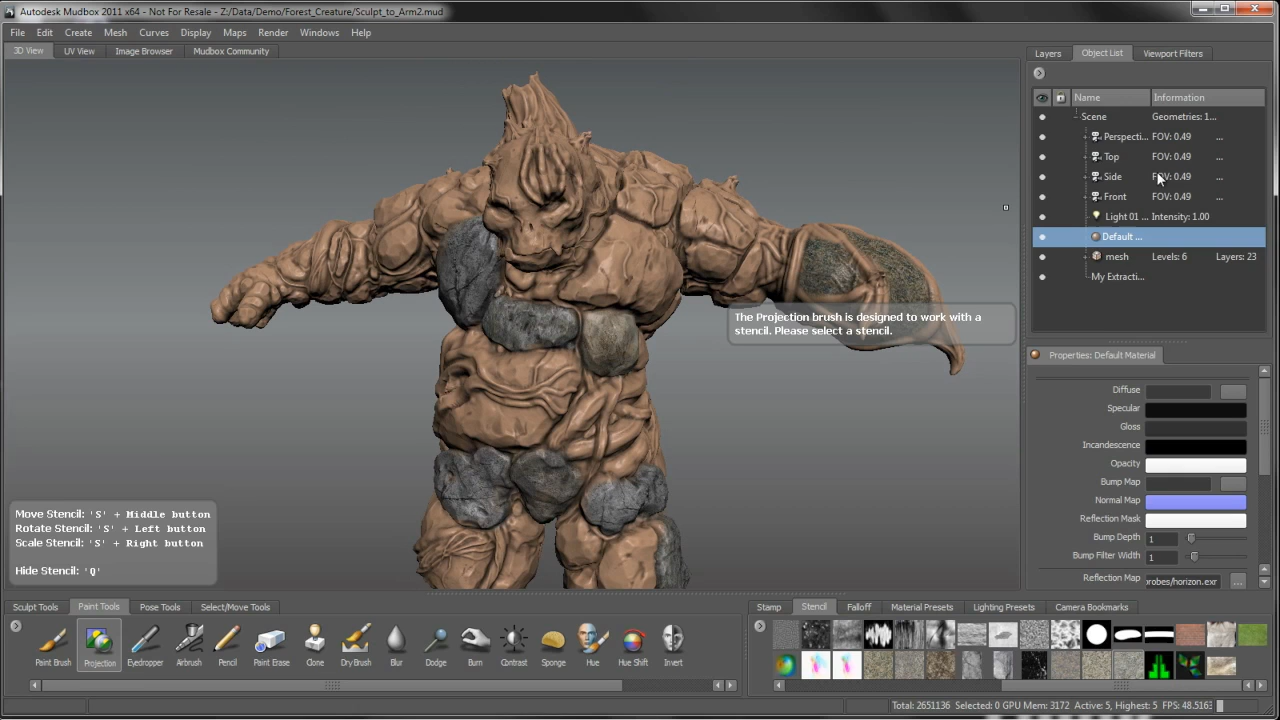 Autodesk Mudbox 2011 x64 - Not For Resale - Z:/Data/Demo/Forest_Creature/Sculpt_to_Arm2.mud
File Edit Create Mesh Curves Display Maps Render Windows Help
3D View UV View Image Browser Mudbox Community
Layers Object List Viewport Filters
Name Information
Scene Geometries: 1...
Perspecti... FOV: 0.49 ...
Top FOV: 0.49 ...
Side FOV: 0.49 ...
Front FOV: 0.49 ...
Light 01 ... Intensity: 1.00
Default ...
mesh Levels: 6 Layers: 23
My Extracti...
The Projection brush is designed to work with a
stencil. Please select a stencil.
Properties: Default Material
Diffuse
Specular
Gloss
Incandescence
Opacity
Bump Map
Normal Map
Reflection Mask
Bump Depth 1
Bump Filter Width 1
Reflection Map robes/horizon.exr ...
Move Stencil: 'S' + Middle button
Rotate Stencil: 'S' + Left button
Scale Stencil: 'S' + Right button
Hide Stencil: 'Q'
Sculpt Tools Paint Tools Pose Tools Select/Move Tools
Paint Brush Projection Eyedropper Airbrush Pencil Paint Erase Clone Dry Brush Blur Dodge Burn Contrast Sponge Hue Hue Shift Invert
Stamp Stencil Falloff Material Presets Lighting Presets Camera Bookmarks
Total: 2651136 Selected: 0 GPU Mem: 3172 Active: 5, Highest: 5 FPS: 48.5163